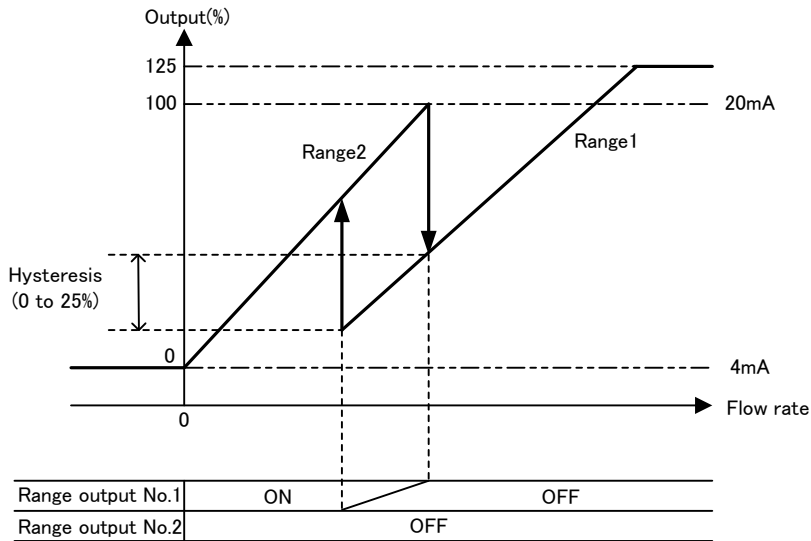 Output(%)
125
100
20mA
Range2
Range1
Hysteresis
(0 to 25%)
0
4mA
Flow rate
0
Range output No.1
ON
OFF
Range output No.2
OFF